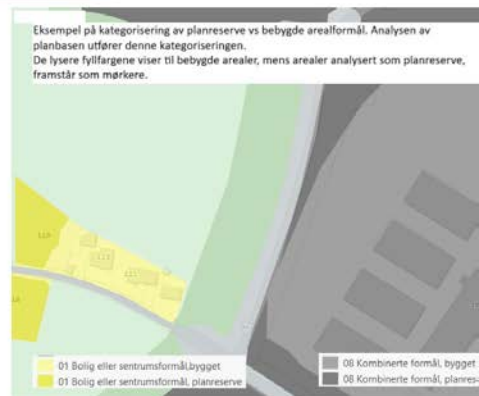 Eksempel på kategorisering av planreserve vs bebygde arealformål. Analysen av
planbasen utfører denne kategoriseringen.
De lysere fyllfargene viser til bebygde arealer, mens arealer analysert som planreserve,
framstår som mørkere.
01 Bolig eller sentrumsformål,bygget
01 Bolig eller sentrumsformål, planreserve
08 Kombinerte formål, bygget
08 Kombinerte formål,